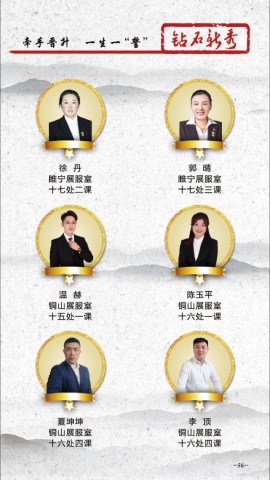 牵手晋升 一生一“誓” 钻石新秀
徐 丹
睢宁展服室
十七处二课
郭 晴
睢宁展服室
十七处三课
温 赫
铜山展服室
十五处一课
陈玉平
铜山展服室
十六处一课
夏坤坤
铜山展服室
十六处四课
李 顶
铜山展服室
十六处四课
~56~